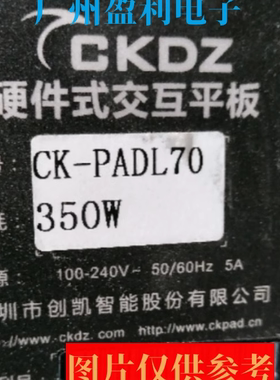 广州盈利电子
CKDZ
硬件式交互平板
CK-PADL70
350W
源: 100-240V~ 50/60Hz 5A
圳市创凯智能股份有限公司
www.ckdz.com http://www.ckpad.cn
图片仅供参考